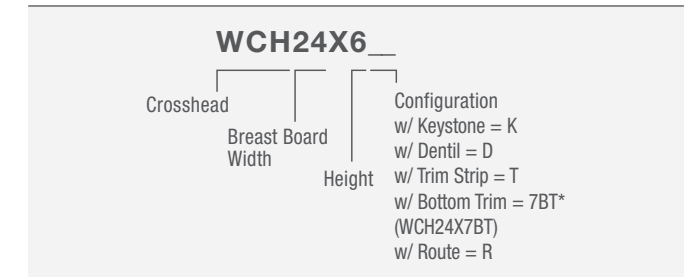 WCH24X6__
Crosshead
Breast Board
Width
Height
Configuration
w/ Keystone = K
w/ Dentil = D
w/ Trim Strip = T
w/ Bottom Trim = 7BT*
(WCH24X7BT)
w/ Route = R